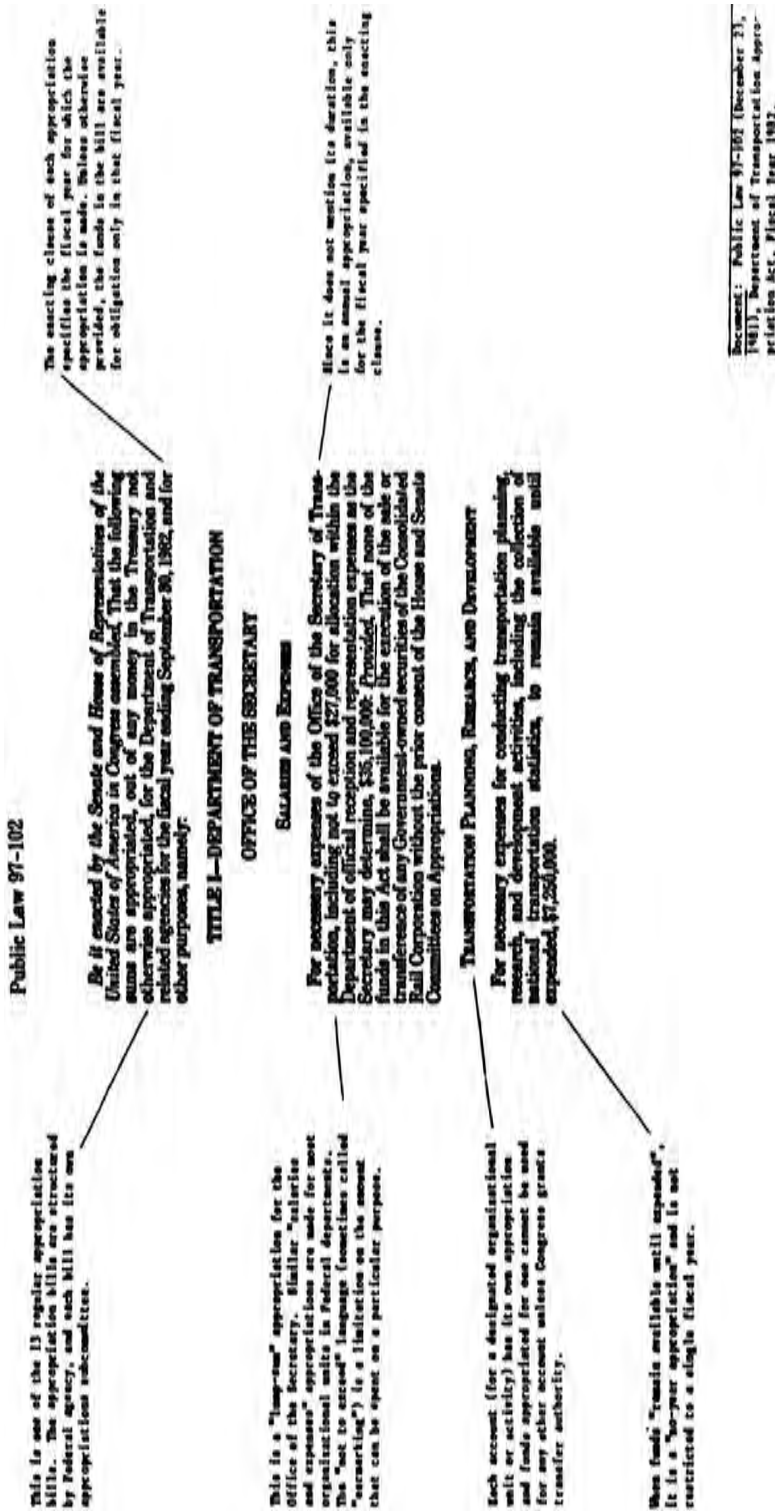 Public Law 97-102
This is one of the 13 regular appropriation
bills. The appropriation bills are structured
by Federal agency, and each bill has its own
appropriations subcommittee.
Be it enacted by the Senate and House of Representatives of the
United States of America in Congress assembled, That the following
sums are appropriated, out of any money in the Treasury not
otherwise appropriated, for the Department of Transportation and
related agencies for the fiscal year ending September 30, 1982, and for
other purposes, namely:
The enacting clause of each appropriation
specifies the fiscal year for which the
appropriation is made. Unless otherwise
provided, the funds in the bill are available
for obligation only in that fiscal year.
TITLE I—DEPARTMENT OF TRANSPORTATION
OFFICE OF THE SECRETARY
SALARIES AND EXPENSES
This is a "lump-sum" appropriation for the
Office of the Secretary. Similar "salaries
and expenses" appropriations are made for most
organizational units in Federal departments.
The "not to exceed" language (sometimes called
"earmarking") is a limitation on the amount
that can be spent on a particular purpose.
For necessary expenses of the Office of the Secretary of Trans-
portation, including not to exceed $27,000 for allocation within the
Department of official reception and representation expenses as the
Secretary may determine, $35,100,000: Provided, That none of the
funds in this Act shall be available for the execution of the sale or
transference of any Government-owned securities of the Consolidated
Rail Corporation without the prior consent of the House and Senate
Committees on Appropriations.
Since it does not mention its duration, this
is an annual appropriation, available only
for the fiscal year specified in the enacting
clause.
TRANSPORTATION PLANNING, RESEARCH, AND DEVELOPMENT
Each account (for a designated organizational
unit or activity) has its own appropriation
and funds appropriated for one cannot be used
for any other account unless Congress grants
transfer authority.
For necessary expenses for conducting transportation planning,
research, and development activities, including the collection of
national transportation statistics, to remain available until
expended, $7,250,000.
When funds "remain available until expended",
it is a "no-year appropriation" and is not
restricted to a single fiscal year.
Document: Public Law 97-102 (December 23,
1981), Department of Transportation Appro-
priation Act, Fiscal Year 1982.